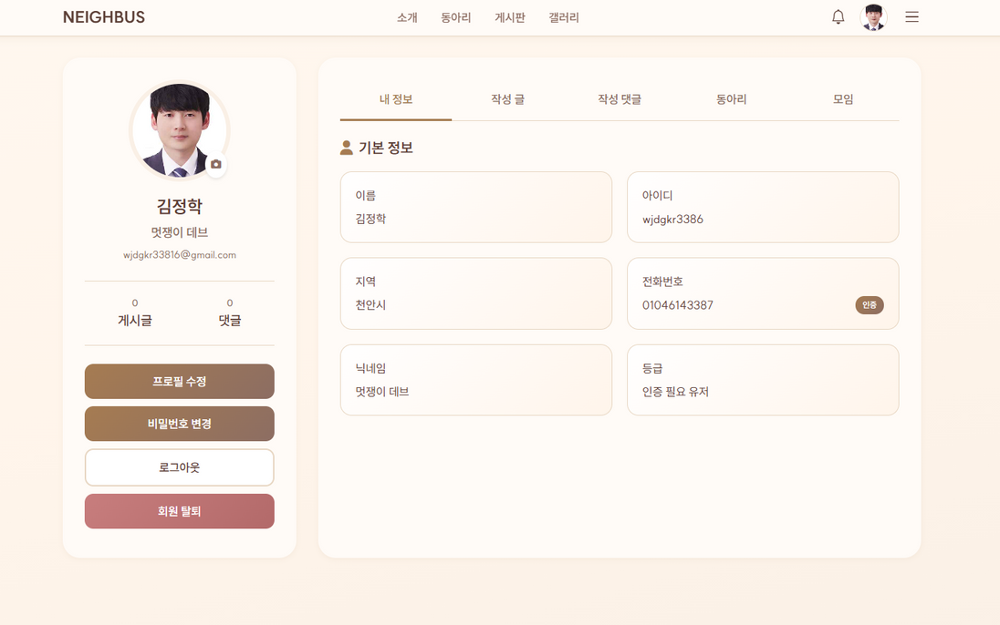 NEIGHBUS
소개 동아리 게시판 갤러리
김정학
멋쟁이 데브
wjdgkr33816@gmail.com
0 0
게시글 댓글
프로필 수정
비밀번호 변경
로그아웃
회원 탈퇴
내 정보 작성 글 작성 댓글 동아리 모임
기본 정보
이름
김정학
아이디
wjdgkr3386
지역
천안시
전화번호
01046143387 인증
닉네임
멋쟁이 데브
등급
인증 필요 유저